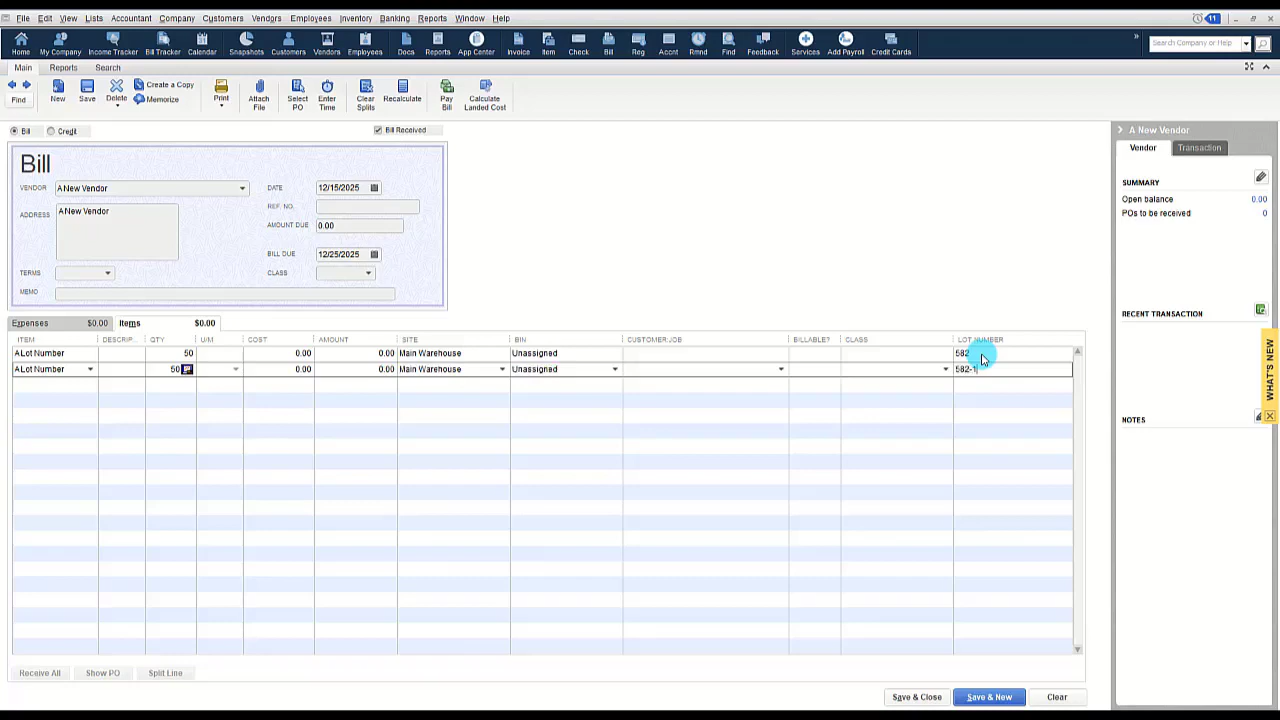 File Edit View Lists Accountant Company Customers Vendors Employees Inventory Banking Reports Window Help 11
Home My Company Income Tracker Bill Tracker Calendar Snapshots Customers Vendors Employees Docs Reports App Center Invoice Item Check Bill Reg Accnt Rmnd Find Feedback Services Add Payroll Credit Cards Search Company or Help
Main Reports Search
Find New Save Delete Create a Copy Memorize Print Attach File Select PO Enter Time Clear Splits Recalculate Pay Bill Calculate Landed Cost
Bill Credit Bill Received
Bill
VENDOR A New Vendor DATE 12/15/2025
REF. NO.
ADDRESS A New Vendor AMOUNT DUE 0.00
BILL DUE 12/25/2025
TERMS CLASS
MEMO
Expenses $0.00 Items $0.00
ITEM DESCRIP... QTY U/M COST AMOUNT SITE BIN CUSTOMER:JOB BILLABLE? CLASS LOT NUMBER
A Lot Number 50 0.00 0.00 Main Warehouse Unassigned 582
A Lot Number 50 0.00 0.00 Main Warehouse Unassigned 582-1
Receive All Show PO Split Line
Save & Close Save & New Clear
A New Vendor
Vendor Transaction
SUMMARY
Open balance 0.00
POs to be received 0
RECENT TRANSACTION
NOTES
WHAT'S NEW